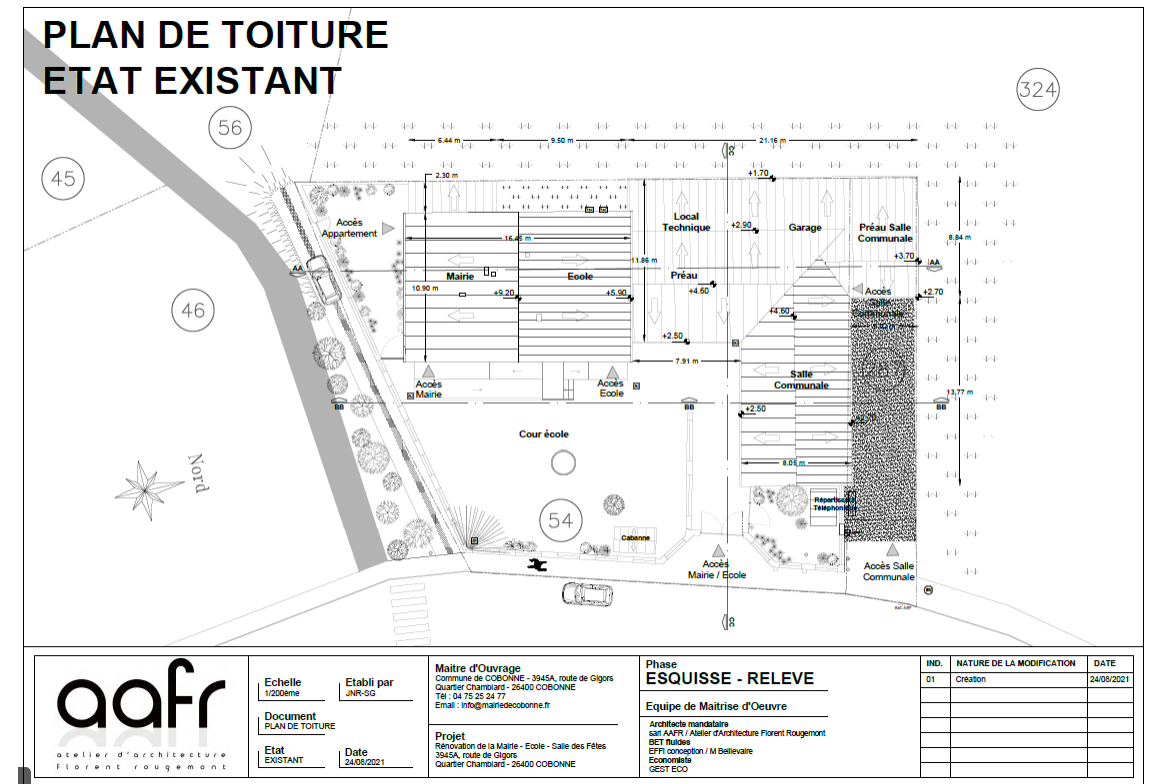 PLAN DE TOITURE
ETAT EXISTANT
324
56
45
46
54
6.44 m
9.50 m
21.16 m
CC
2.30 m
+1.70
Accès
Appartement
Local
Technique
+2.90
Garage
Préau Salle
Communale
8.84 m
16.45 m
11.86 m
+3.70
AA
AA
Mairie
Ecole
Préau
10.90 m
+9.20
+5.90
+4.60
Accès
Salle
Communale
+2.70
+4.60
+2.50
7.91 m
Accès
Mairie
Accès
Ecole
Salle
Communale
13.77 m
BB
BB
BB
+2.50
Cour école
8.05 m
Nord
Répartiteur
Téléphonique
Cabanne
Accès
Mairie / Ecole
Accès Salle
Communale
CC
aafr
atelier d'architecture
Florent rougemont
Echelle
1/200ème
Etabli par
JNR-SG
Document
PLAN DE TOITURE
Etat
EXISTANT
Date
24/08/2021
Maitre d'Ouvrage
Commune de COBONNE - 3945A, route de Gigors
Quartier Chambiard - 26400 COBONNE
Tél : 04 75 25 24 77
Email : info@mairiedecobonne.fr
Projet
Rénovation de la Mairie - Ecole - Salle des Fêtes
3945A, route de Gigors
Quartier Chambiard - 26400 COBONNE
Phase
ESQUISSE - RELEVE
Equipe de Maitrise d'Oeuvre
Architecte mandataire
sarl AAFR / Atelier d'Architecture Florent Rougemont
BET fluides
EFFI conception / M Bellevaire
Economiste
GEST ECO
IND. NATURE DE LA MODIFICATION DATE
01 Création 24/08/2021